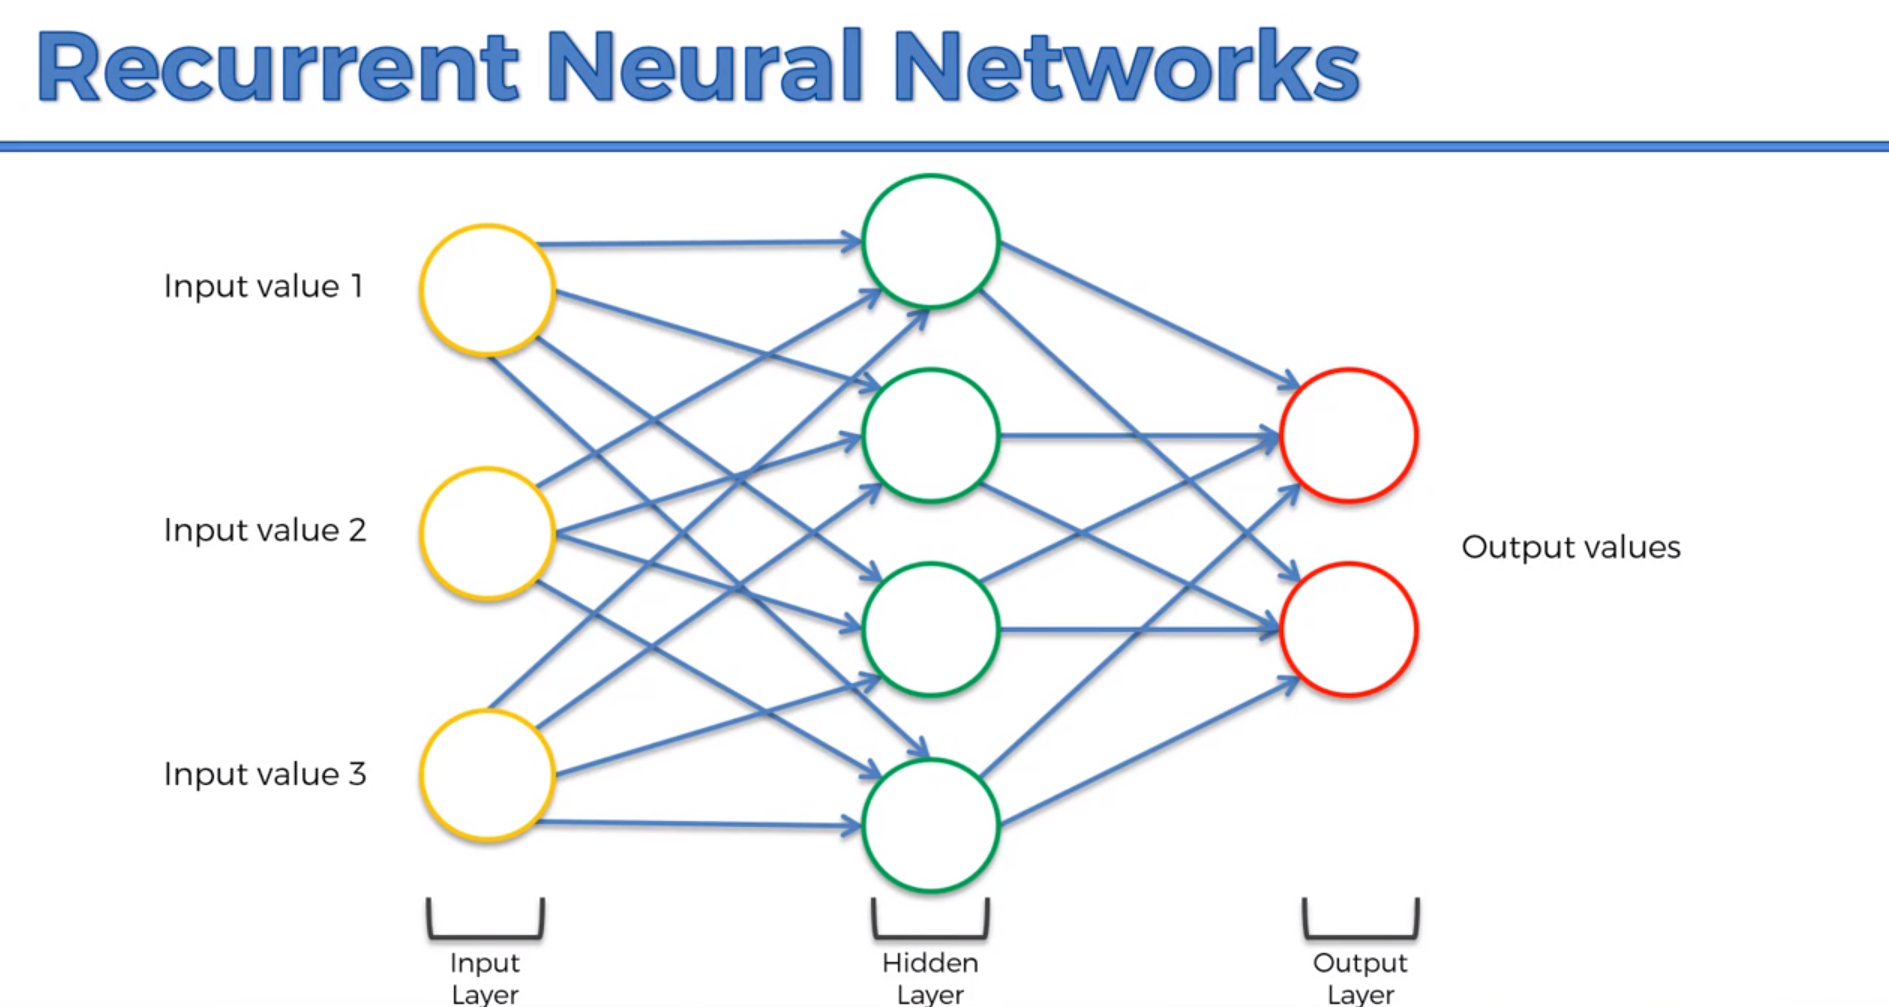 Recurrent Neural Networks
Input value 1
Input value 2
Output values
Input value 3
Input
Layer
Hidden
Layer
Output
Layer